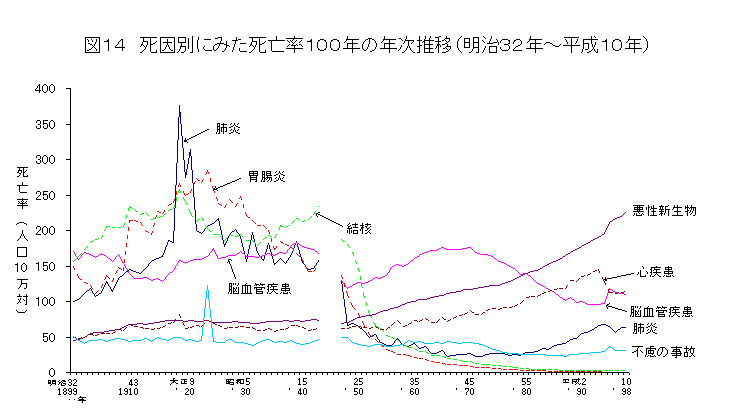 図14 死因別にみた死亡率100年の年次推移（明治32年～平成10年）
死亡率（人口10万対）
400
350
300
250
200
150
100
50
0
肺炎
胃腸炎
結核
脳血管疾患
悪性新生物
心疾患
脳血管疾患
肺炎
不慮の事故
明治32 43 大正9 昭和5 15 25 35 45 55 平成2 10
1899 1910 20 30 40 50 60 70 80 90 '98
年